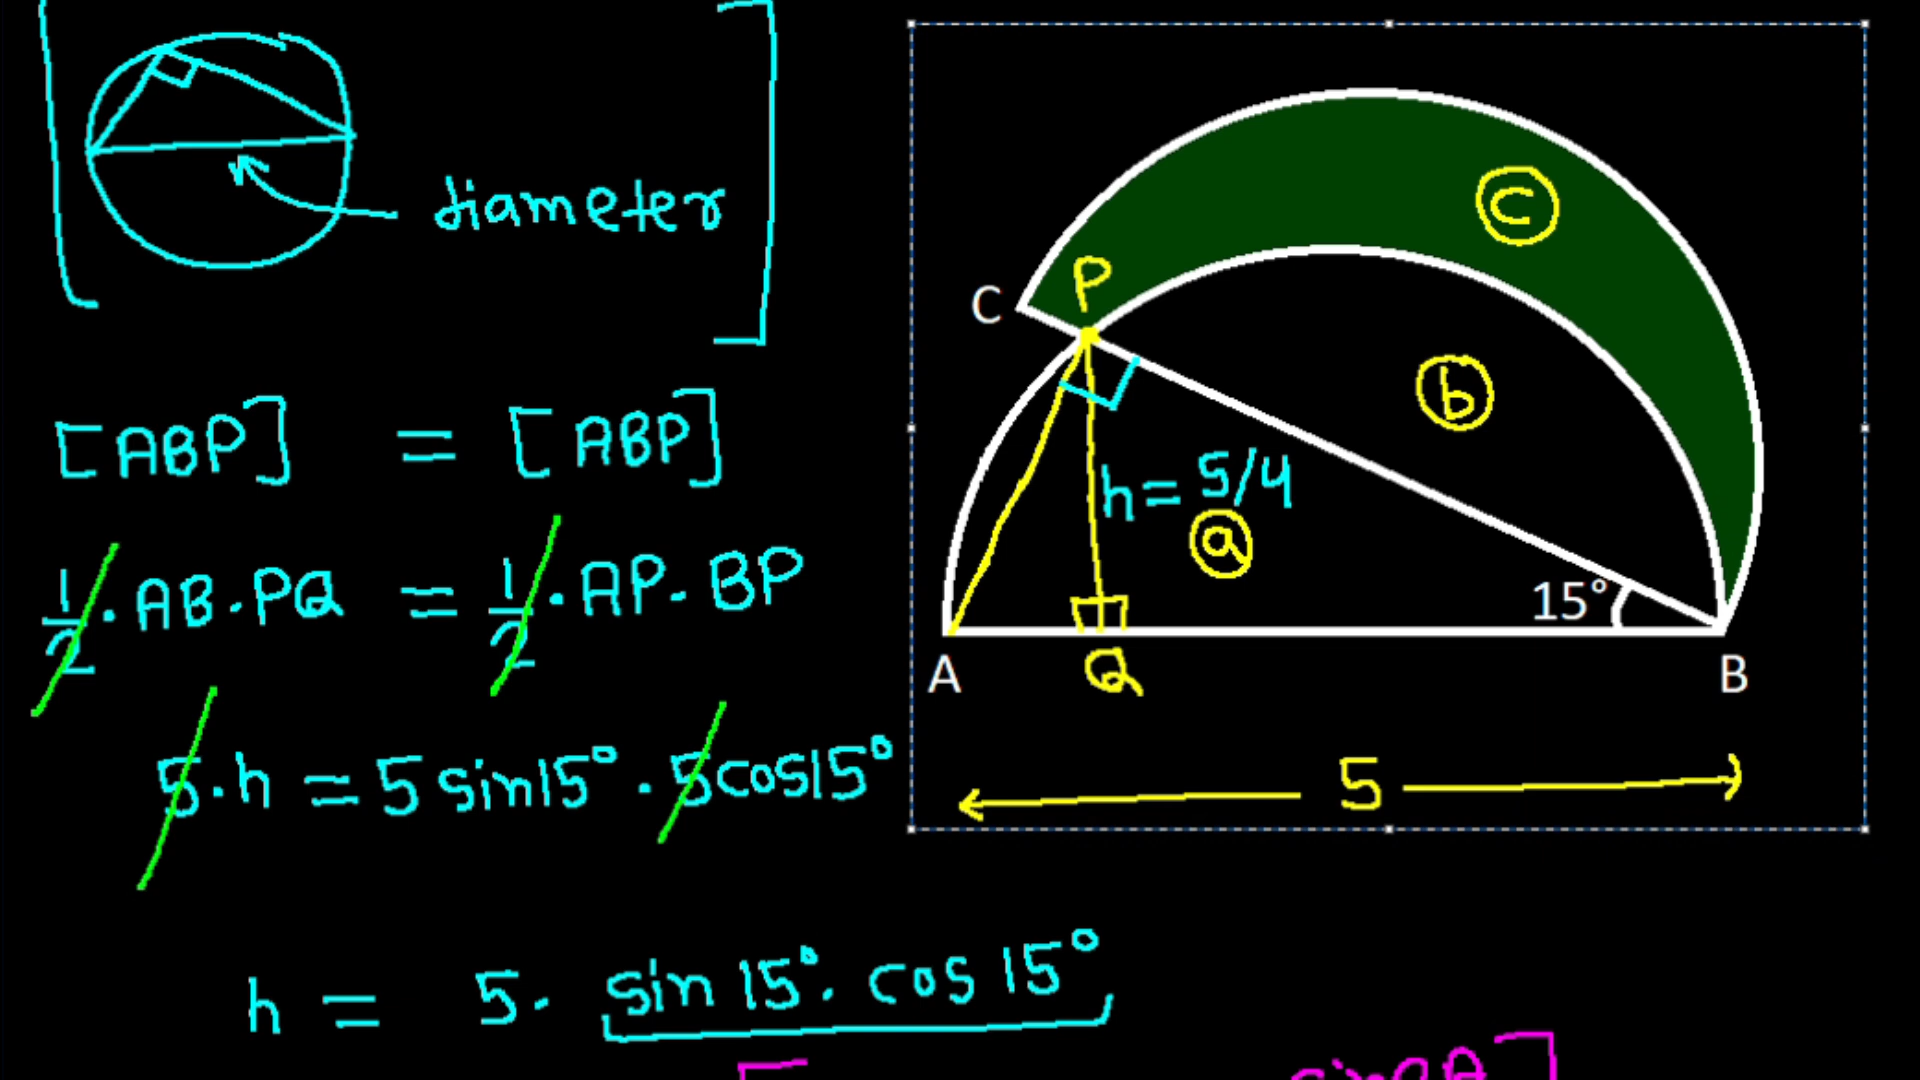 diameter
[ABP] = [ABP]
1/2 · AB · PQ = 1/2 · AP · BP
5 · h = 5 sin15° · 5cos15°
h = 5 · sin 15° · cos 15°
C
P
c
b
h = 5/4
a
15°
A
Q
B
5